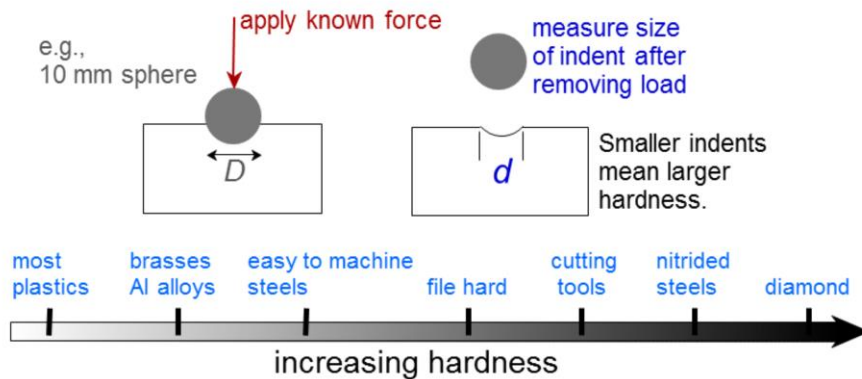 apply known force
e.g.,
10 mm sphere
D
measure size
of indent after
removing load
d
Smaller indents
mean larger
hardness.
most
plastics
brasses
Al alloys
easy to machine
steels
file hard
cutting
tools
nitrided
steels
diamond
increasing hardness